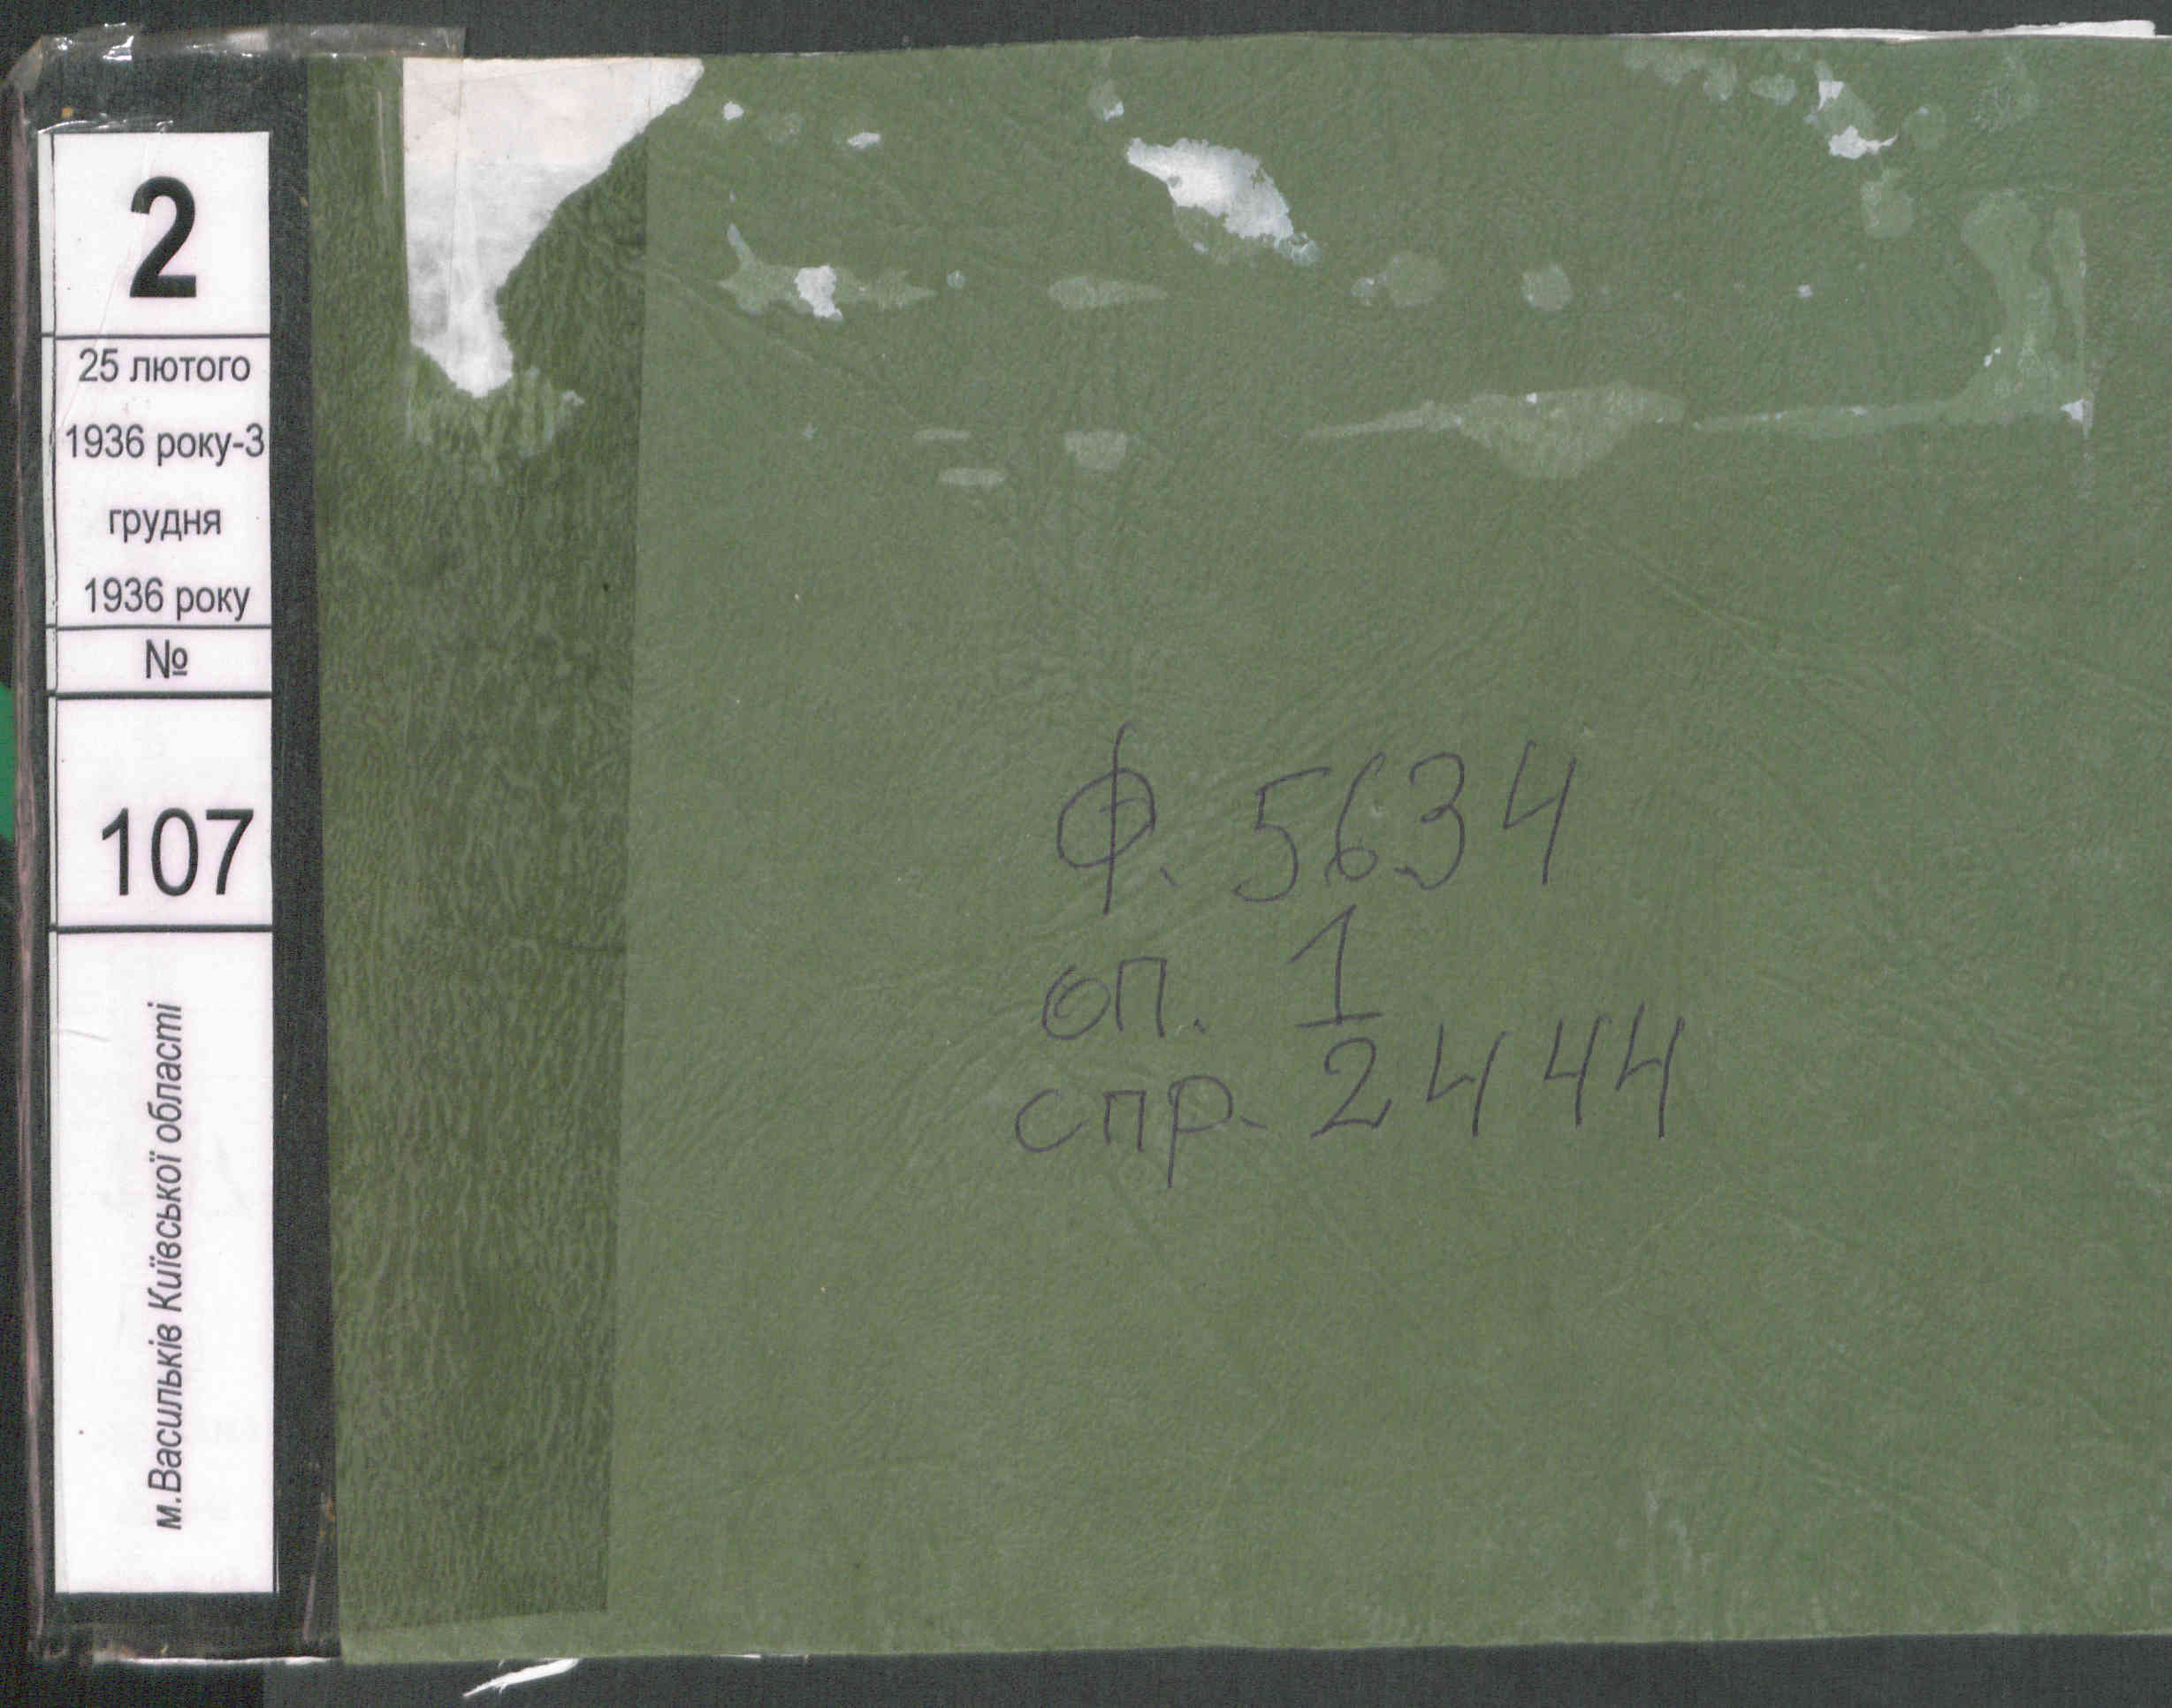 2
25 лютого
1936 року-3
грудня
1936 року
№
107
м.Васильків Київської області
Ф. 5634
оп. 1
спр. 2444